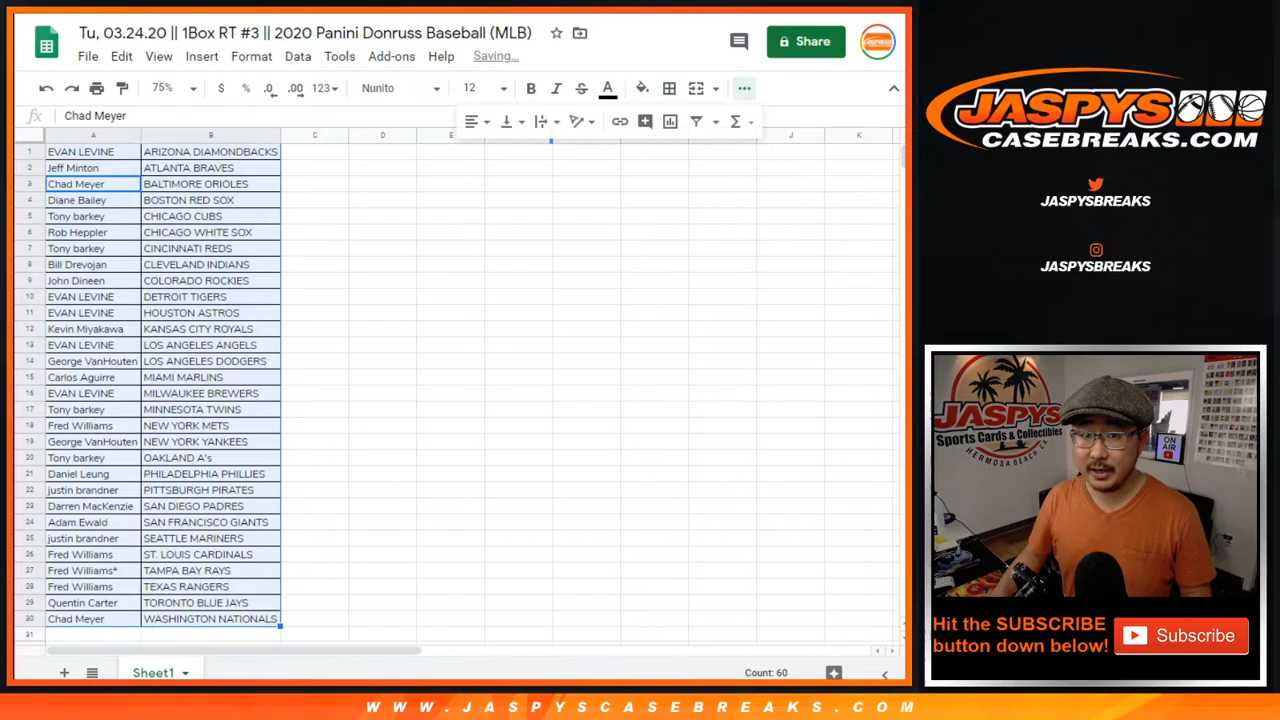 Tu, 03.24.20 || 1Box RT #3 || 2020 Panini Donruss Baseball (MLB)
File Edit View Insert Format Data Tools Add-ons Help Saving...
Share
75% $ % .0 .00 123 Nunito 12 B I S A
fx Chad Meyer
A B C D E J K
1 EVAN LEVINE ARIZONA DIAMONDBACKS
2 Jeff Minton ATLANTA BRAVES
3 Chad Meyer BALTIMORE ORIOLES
4 Diane Bailey BOSTON RED SOX
5 Tony barkey CHICAGO CUBS
6 Rob Heppler CHICAGO WHITE SOX
7 Tony barkey CINCINNATI REDS
8 Bill Drevojan CLEVELAND INDIANS
9 John Dineen COLORADO ROCKIES
10 EVAN LEVINE DETROIT TIGERS
11 EVAN LEVINE HOUSTON ASTROS
12 Kevin Miyakawa KANSAS CITY ROYALS
13 EVAN LEVINE LOS ANGELES ANGELS
14 George VanHouten LOS ANGELES DODGERS
15 Carlos Aguirre MIAMI MARLINS
16 EVAN LEVINE MILWAUKEE BREWERS
17 Tony barkey MINNESOTA TWINS
18 Fred Williams NEW YORK METS
19 George VanHouten NEW YORK YANKEES
20 Tony barkey OAKLAND A's
21 Daniel Leung PHILADELPHIA PHILLIES
22 justin brandner PITTSBURGH PIRATES
23 Darren MacKenzie SAN DIEGO PADRES
24 Adam Ewald SAN FRANCISCO GIANTS
25 justin brandner SEATTLE MARINERS
26 Fred Williams ST. LOUIS CARDINALS
27 Fred Williams* TAMPA BAY RAYS
28 Fred Williams TEXAS RANGERS
29 Quentin Carter TORONTO BLUE JAYS
30 Chad Meyer WASHINGTON NATIONALS
31
Sheet1
Count: 60
JASPYS
CASEBREAKS.COM
JASPYSBREAKS
JASPYSBREAKS
JASPYS
Sports Cards & Collectibles
HERMOSA BEACH CA
ON AIR
Hit the SUBSCRIBE
button down below!
Subscribe
WWW.JASPYSCASEBREAKS.COM